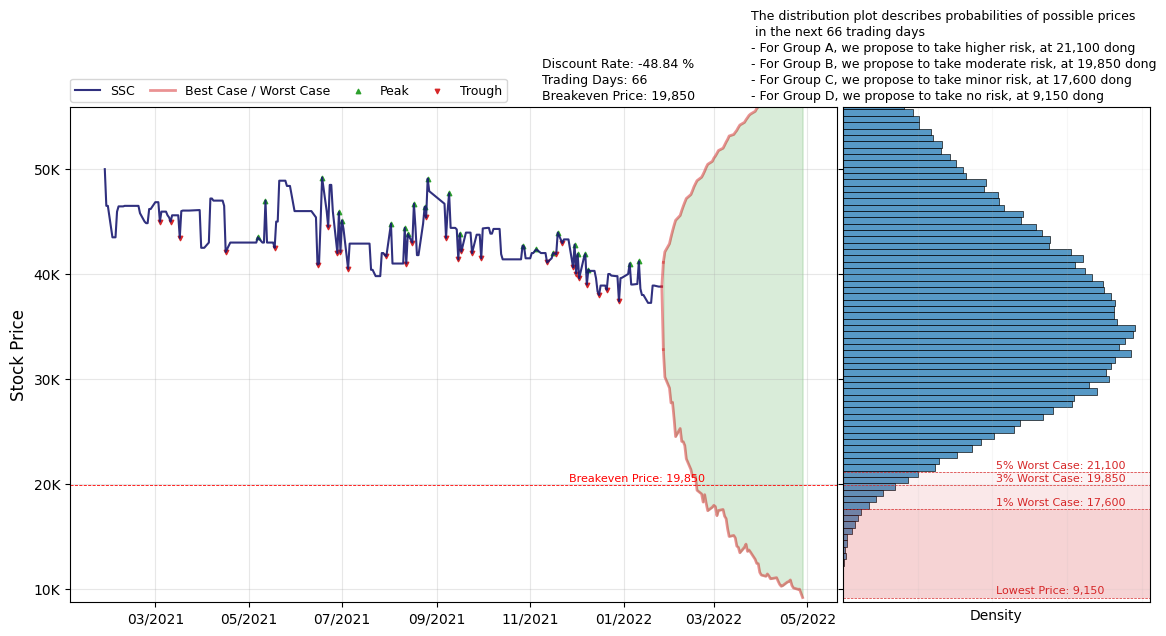 The distribution plot describes probabilities of possible prices
in the next 66 trading days
- For Group A, we propose to take higher risk, at 21,100 dong
- For Group B, we propose to take moderate risk, at 19,850 dong
- For Group C, we propose to take minor risk, at 17,600 dong
- For Group D, we propose to take no risk, at 9,150 dong
Discount Rate: -48.84 %
Trading Days: 66
Breakeven Price: 19,850
SSC
Best Case / Worst Case
Peak
Trough
Stock Price
50K
40K
30K
20K
10K
Breakeven Price: 19,850
03/2021
05/2021
07/2021
09/2021
11/2021
01/2022
03/2022
05/2022
5% Worst Case: 21,100
3% Worst Case: 19,850
1% Worst Case: 17,600
Lowest Price: 9,150
Density